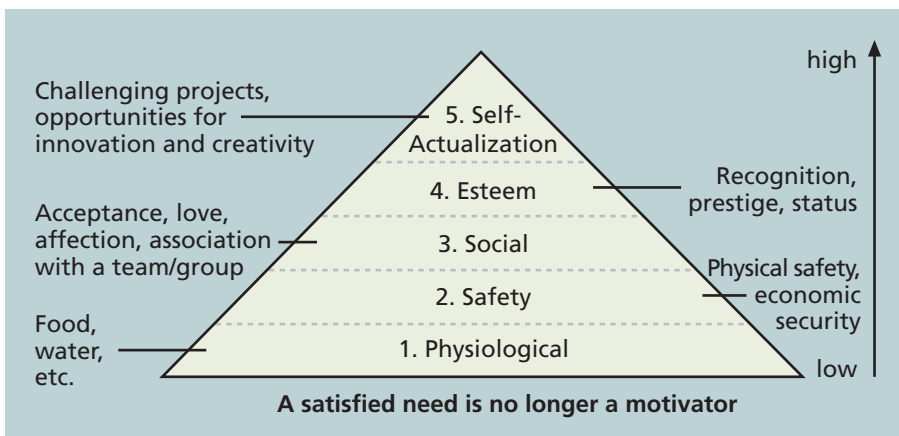 high
Challenging projects,
opportunities for
innovation and creativity
5. Self-
Actualization
4. Esteem
Recognition,
prestige, status
Acceptance, love,
affection, association
with a team/group
3. Social
2. Safety
Physical safety,
economic
security
Food,
water,
etc.
1. Physiological
low
A satisfied need is no longer a motivator